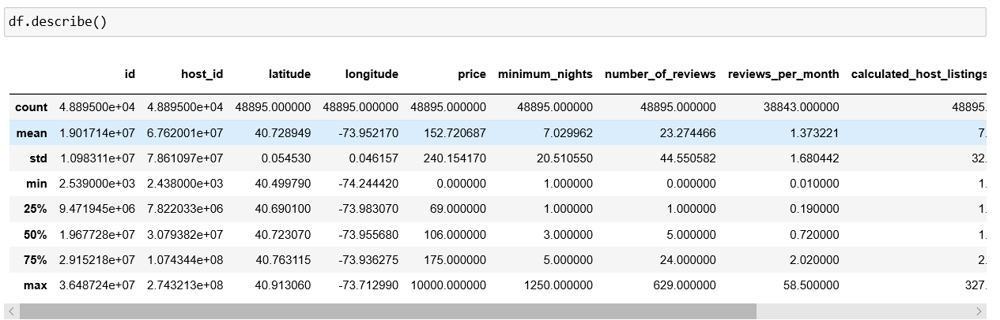 df.describe()
id host_id latitude longitude price minimum_nights number_of_reviews reviews_per_month calculated_host_listings
count 4.889500e+04 4.889500e+04 48895.000000 48895.000000 48895.000000 48895.000000 48895.000000 38843.000000 48895.
mean 1.901714e+07 6.762001e+07 40.728949 -73.952170 152.720687 7.029962 23.274466 1.373221 7.
std 1.098311e+07 7.861097e+07 0.054530 0.046157 240.154170 20.510550 44.550582 1.680442 32.
min 2.539000e+03 2.438000e+03 40.499790 -74.244420 0.000000 1.000000 0.000000 0.010000 1.
25% 9.471945e+06 7.822033e+06 40.690100 -73.983070 69.000000 1.000000 1.000000 0.190000 1.
50% 1.967728e+07 3.079382e+07 40.723070 -73.955680 106.000000 3.000000 5.000000 0.720000 1.
75% 2.915218e+07 1.074344e+08 40.763115 -73.936275 175.000000 5.000000 24.000000 2.020000 2.
max 3.648724e+07 2.743213e+08 40.913060 -73.712990 10000.000000 1250.000000 629.000000 58.500000 327.